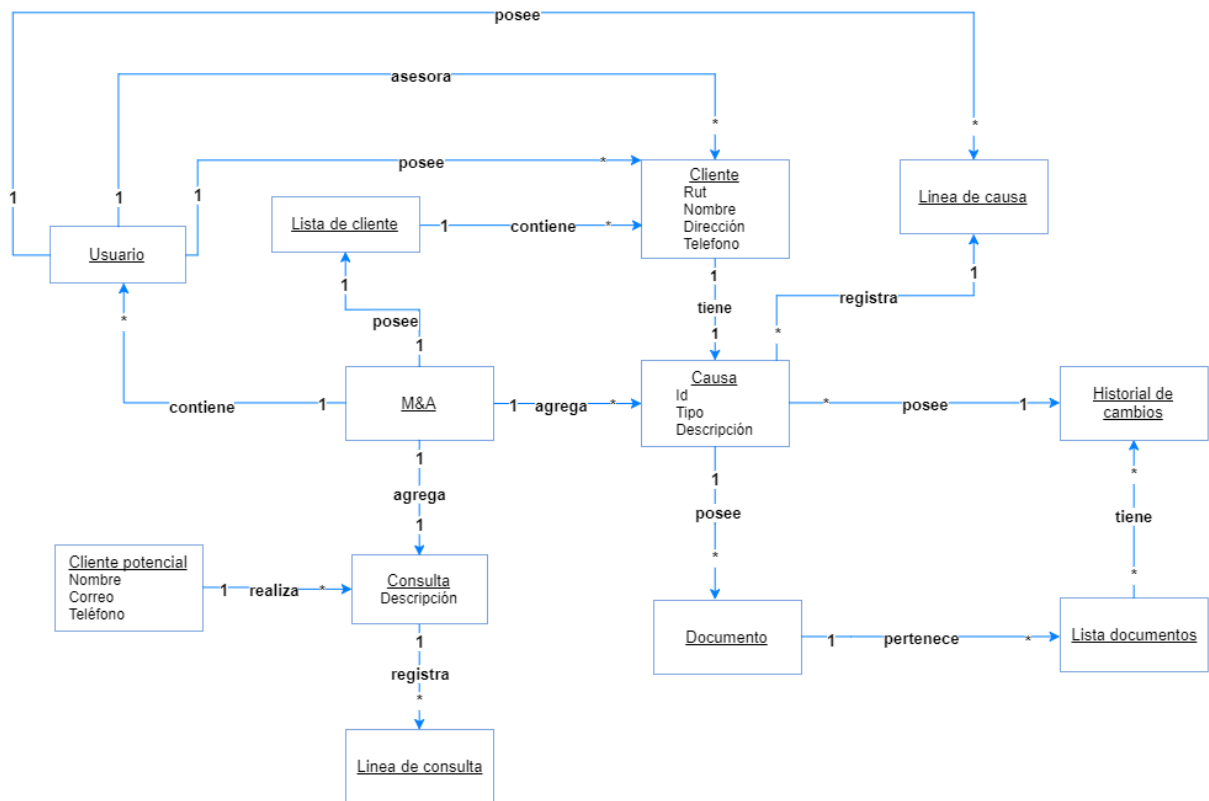 posee
1
*
asesora
1
*
posee
1
*
Usuario
Lista de cliente
1 contiene *
Cliente
Rut
Nombre
Dirección
Telefono
Linea de causa
1
posee
1
1
tiene
1
*
registra
1
*
contiene
1
M&A
1 agrega *
Causa
Id
Tipo
Descripción
* posee 1
Historial de
cambios
1
agrega
1
1
posee
*
*
tiene
*
Cliente potencial
Nombre
Correo
Teléfono
1 realiza *
Consulta
Descripción
Documento
1 pertenece *
Lista documentos
1
registra
*
Linea de consulta